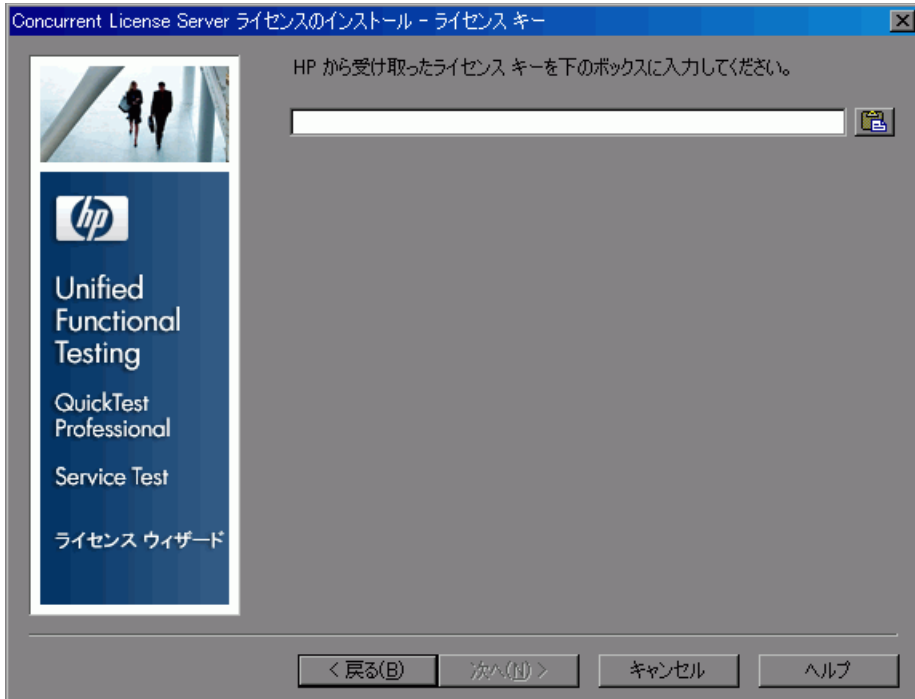 Concurrent License Server ライセンスのインストール - ライセンス キー
HP から受け取ったライセンス キーを下のボックスに入力してください。
hp
Unified
Functional
Testing
QuickTest
Professional
Service Test
ライセンス ウィザード
< 戻る(B)
次へ(N) >
キャンセル
ヘルプ